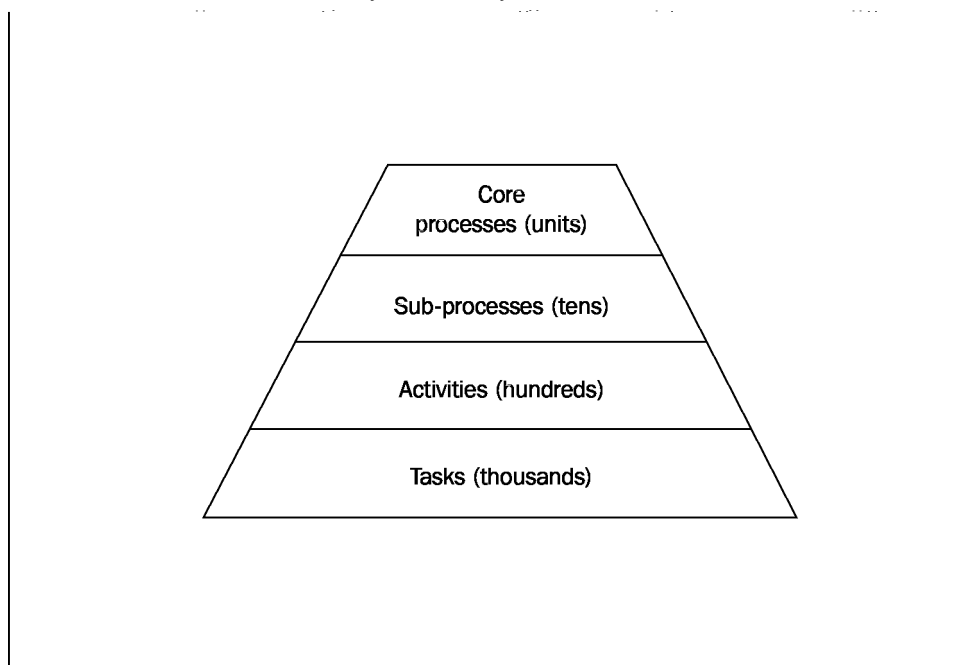 Core
processes (units)
Sub-processes (tens)
Activities (hundreds)
Tasks (thousands)